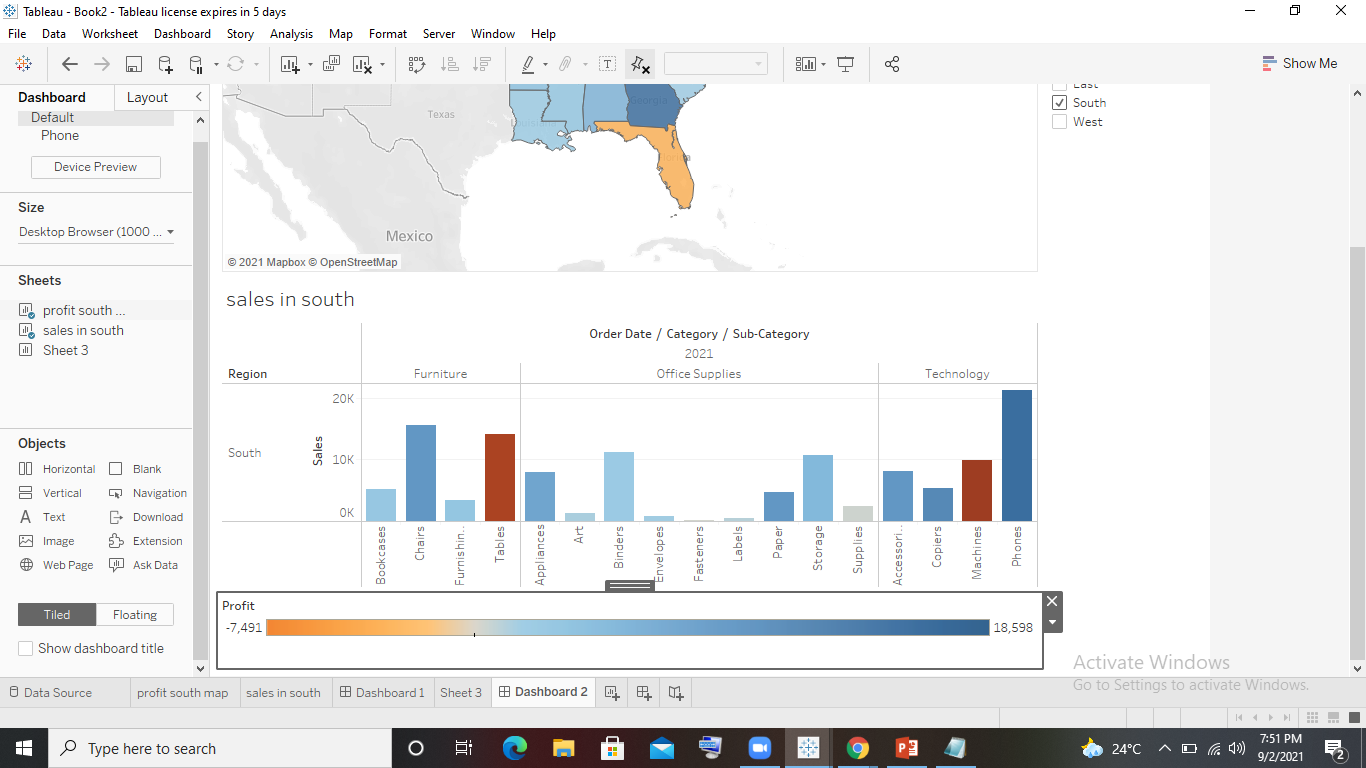 Tableau - Book2 - Tableau license expires in 5 days
File Data Worksheet Dashboard Story Analysis Map Format Server Window Help
Show Me
Dashboard Layout
Default
Phone
Device Preview
Size
Desktop Browser (1000 ...
Sheets
profit south ...
sales in south
Sheet 3
Objects
Horizontal Blank
Vertical Navigation
Text Download
Image Extension
Web Page Ask Data
Tiled Floating
Show dashboard title
Texas
Georgia
Mexico
© 2021 Mapbox © OpenStreetMap
East
South
West
sales in south
Order Date / Category / Sub-Category
2021
Region Furniture Office Supplies Technology
South
Sales
20K
10K
0K
Bookcases
Chairs
Furnishin..
Tables
Appliances
Art
Binders
Envelopes
Fasteners
Labels
Paper
Storage
Supplies
Accessori..
Copiers
Machines
Phones
Profit
-7,491 18,598
Activate Windows
Go to Settings to activate Windows.
Data Source profit south map sales in south Dashboard 1 Sheet 3 Dashboard 2
Type here to search
24°C
7:51 PM
9/2/2021
2